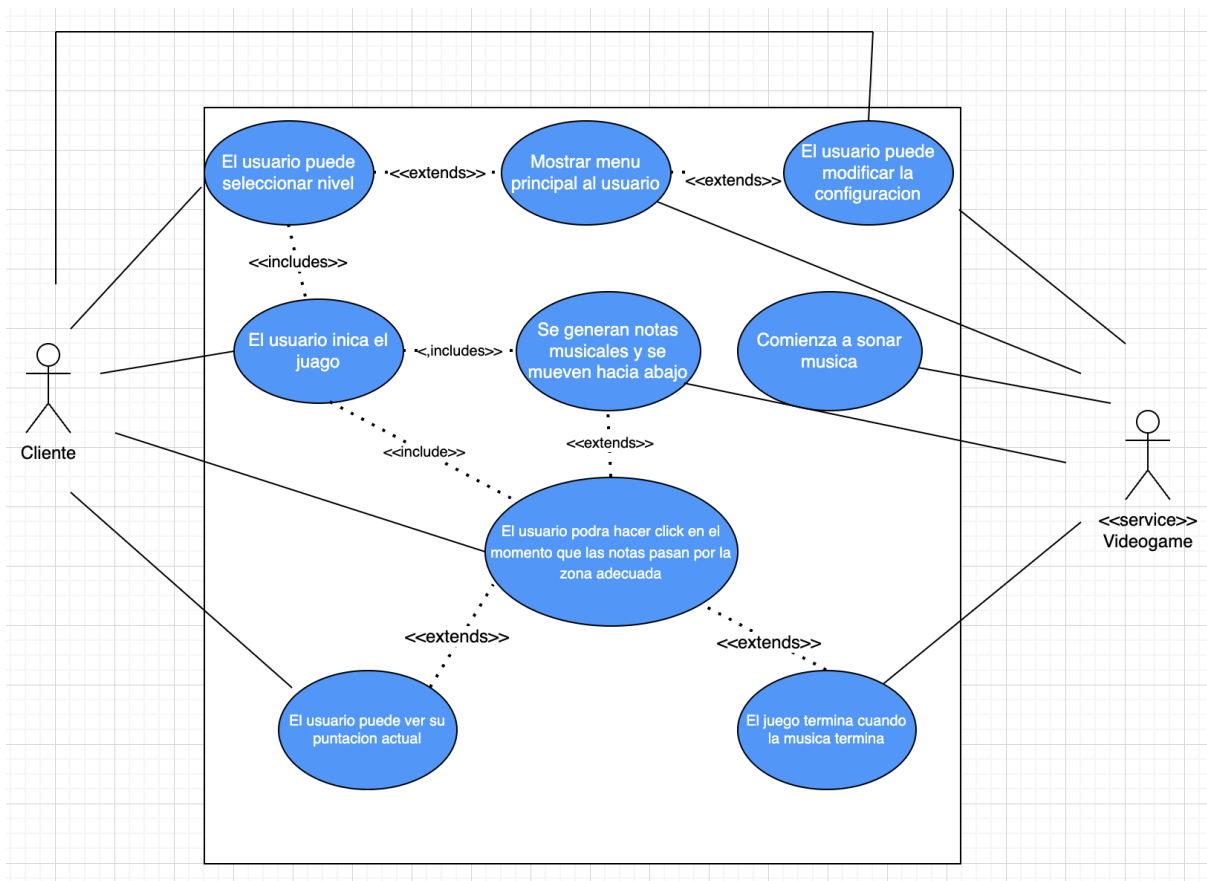 El usuario puede
seleccionar nivel
<<extends>>
Mostrar menu
principal al usuario
<<extends>>
El usuario puede
modificar la
configuracion
<<includes>>
El usuario inica el
juago
<,includes>>
Se generan notas
musicales y se
mueven hacia abajo
Comienza a sonar
musica
Cliente
<<include>>
<<extends>>
<<service>>
Videogame
El usuario podra hacer click en el
momento que las notas pasan por la
zona adecuada
<<extends>>
<<extends>>
El usuario puede ver su
puntacion actual
El juego termina cuando
la musica termina